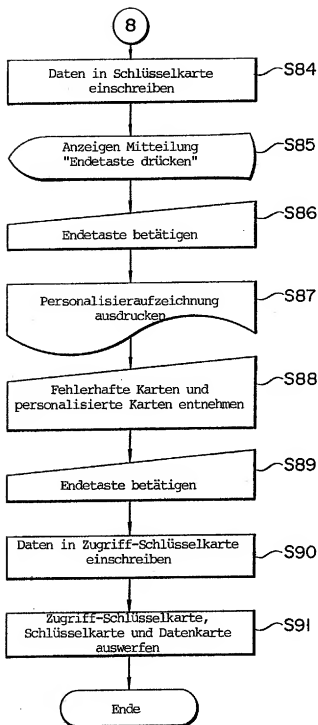 8
Daten in Schlüsselkarte
einschreiben
S84
Anzeigen Mitteilung
"Endetaste drücken"
S85
Endetaste betätigen
S86
Personalisieraufzeichnung
ausdrucken
S87
Fehlerhafte Karten und
personalisierte Karten entnehmen
S88
Endetaste betätigen
S89
Daten in Zugriff-Schlüsselkarte
einschreiben
S90
Zugriff-Schlüsselkarte,
Schlüsselkarte und Datenkarte
auswerfen
S91
Ende